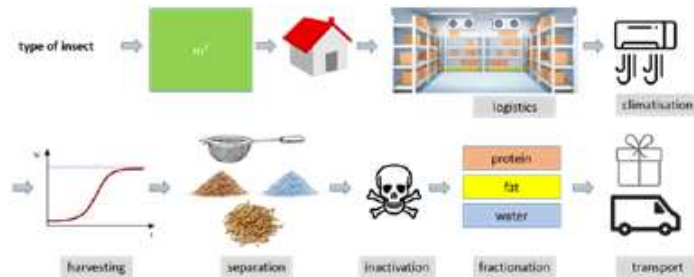 type of insect
m²
logistics
climatisation
harvesting
separation
inactivation
protein
fat
water
fractionation
transport